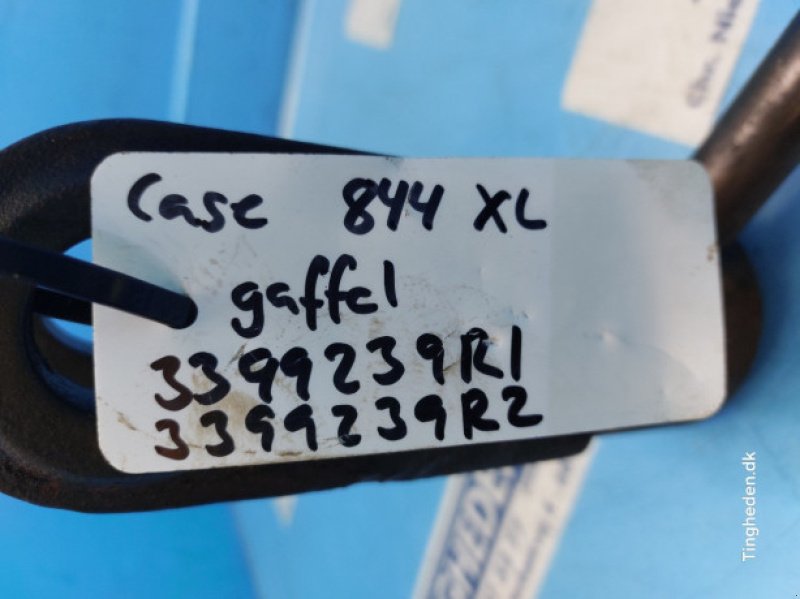 Case 844 XL
gaffel
3399239R1
3399239R2
Tingheden.dk